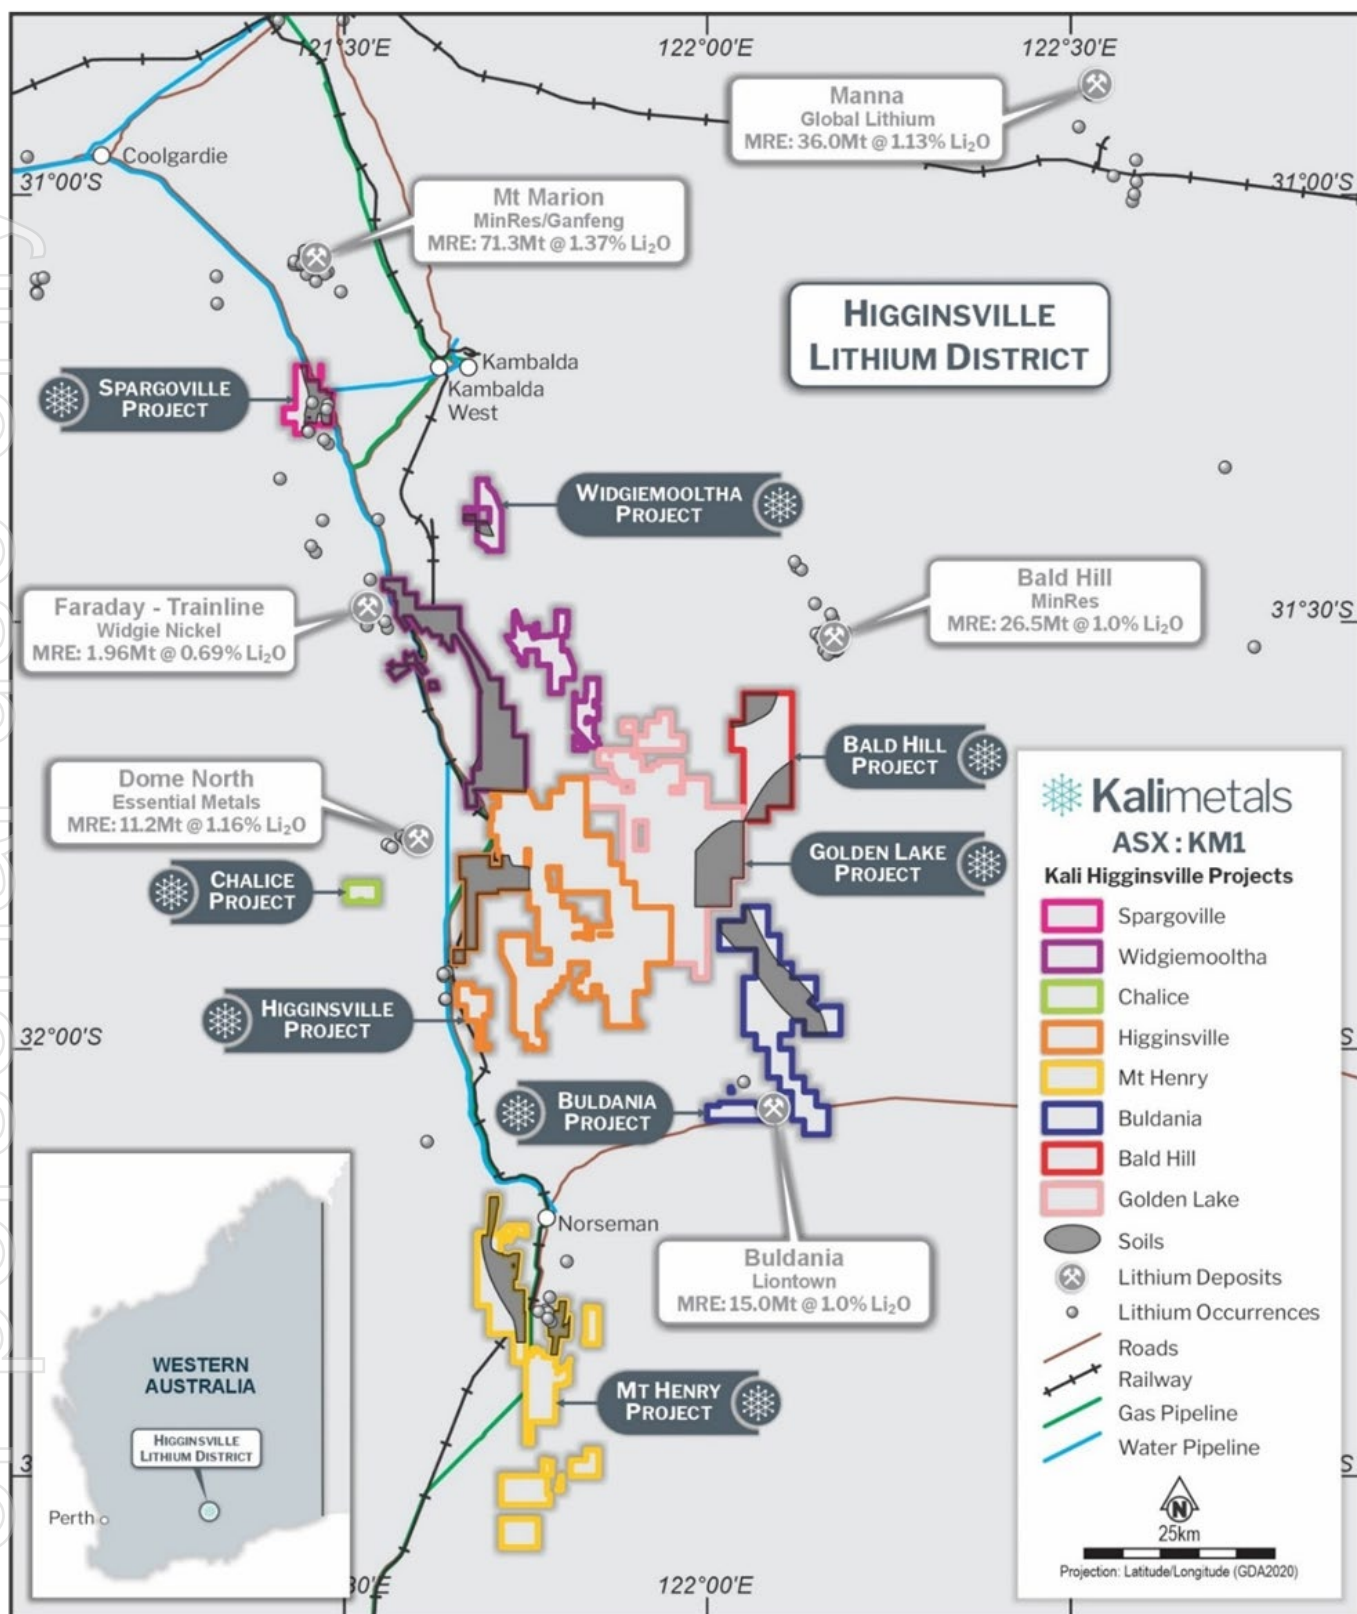 121°30'E
122°00'E
122°30'E
Manna
Global Lithium
MRE: 36.0Mt @ 1.13% Li₂O
Coolgardie
31°00'S
31°00'S
Mt Marion
MinRes/Ganfeng
MRE: 71.3Mt @ 1.37% Li₂O
HIGGINSVILLE
LITHIUM DISTRICT
Kambalda
Kambalda
West
SPARGOVILLE
PROJECT
WIDGIEMOOLTHA
PROJECT
Bald Hill
MinRes
MRE: 26.5Mt @ 1.0% Li₂O
31°30'S
Faraday - Trainline
Widgie Nickel
MRE: 1.96Mt @ 0.69% Li₂O
BALD HILL
PROJECT
Dome North
Essential Metals
MRE: 11.2Mt @ 1.16% Li₂O
GOLDEN LAKE
PROJECT
CHALICE
PROJECT
HIGGINSVILLE
PROJECT
32°00'S
S
BULDANIA
PROJECT
Norseman
Buldania
Liontown
MRE: 15.0Mt @ 1.0% Li₂O
MT HENRY
PROJECT
3
S
30'E
122°00'E
Kalimetals
ASX : KM1
Kali Higginsville Projects
Spargoville
Widgiemooltha
Chalice
Higginsville
Mt Henry
Buldania
Bald Hill
Golden Lake
Soils
Lithium Deposits
Lithium Occurrences
Roads
Railway
Gas Pipeline
Water Pipeline
N
25km
Projection: Latitude/Longitude (GDA2020)
WESTERN
AUSTRALIA
HIGGINSVILLE
LITHIUM DISTRICT
Perth